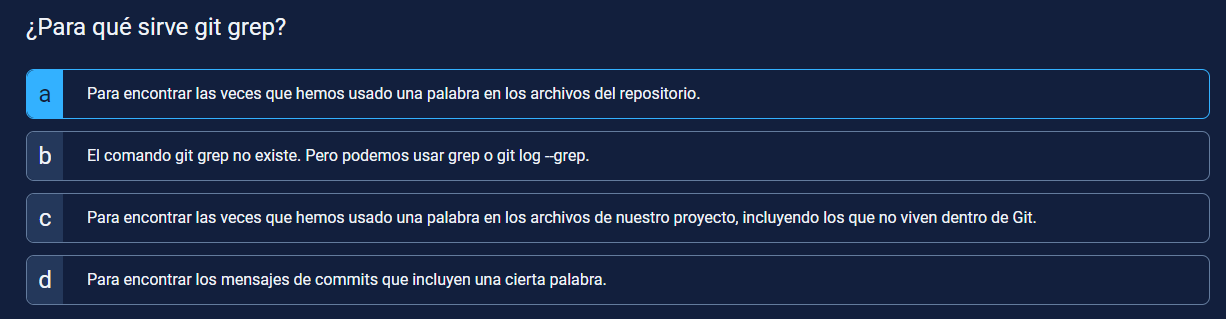 ¿Para qué sirve git grep?
a Para encontrar las veces que hemos usado una palabra en los archivos del repositorio.
b El comando git grep no existe. Pero podemos usar grep o git log --grep.
c Para encontrar las veces que hemos usado una palabra en los archivos de nuestro proyecto, incluyendo los que no viven dentro de Git.
d Para encontrar los mensajes de commits que incluyen una cierta palabra.